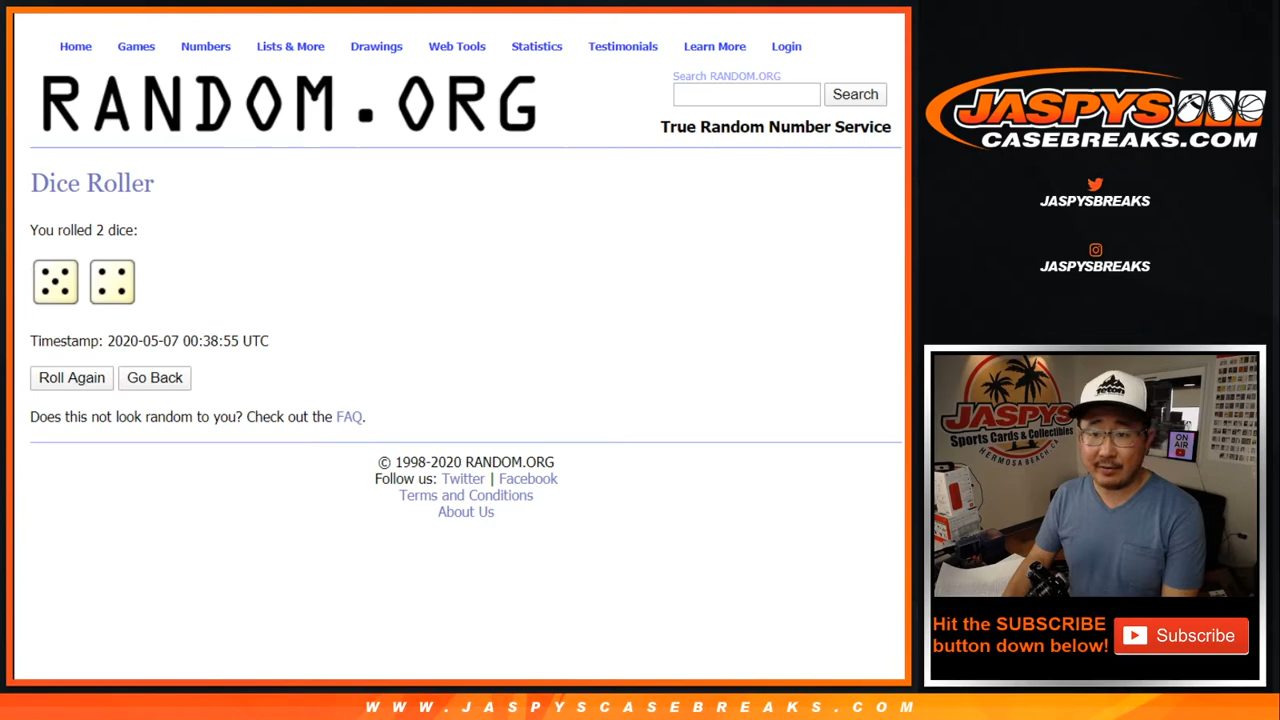 Home Games Numbers Lists & More Drawings Web Tools Statistics Testimonials Learn More Login
RANDOM.ORG
Search RANDOM.ORG
Search
True Random Number Service
Dice Roller
You rolled 2 dice:
Timestamp: 2020-05-07 00:38:55 UTC
Roll Again Go Back
Does this not look random to you? Check out the FAQ.
© 1998-2020 RANDOM.ORG
Follow us: Twitter | Facebook
Terms and Conditions
About Us
JASPYS
CASEBREAKS.COM
JASPYSBREAKS
JASPYSBREAKS
JASPYS
Sports Cards & Collectibles
HERMOSA BEACH, CA
teton
ON
AIR
Hit the SUBSCRIBE
button down below!
Subscribe
WWW.JASPYSCASEBREAKS.COM